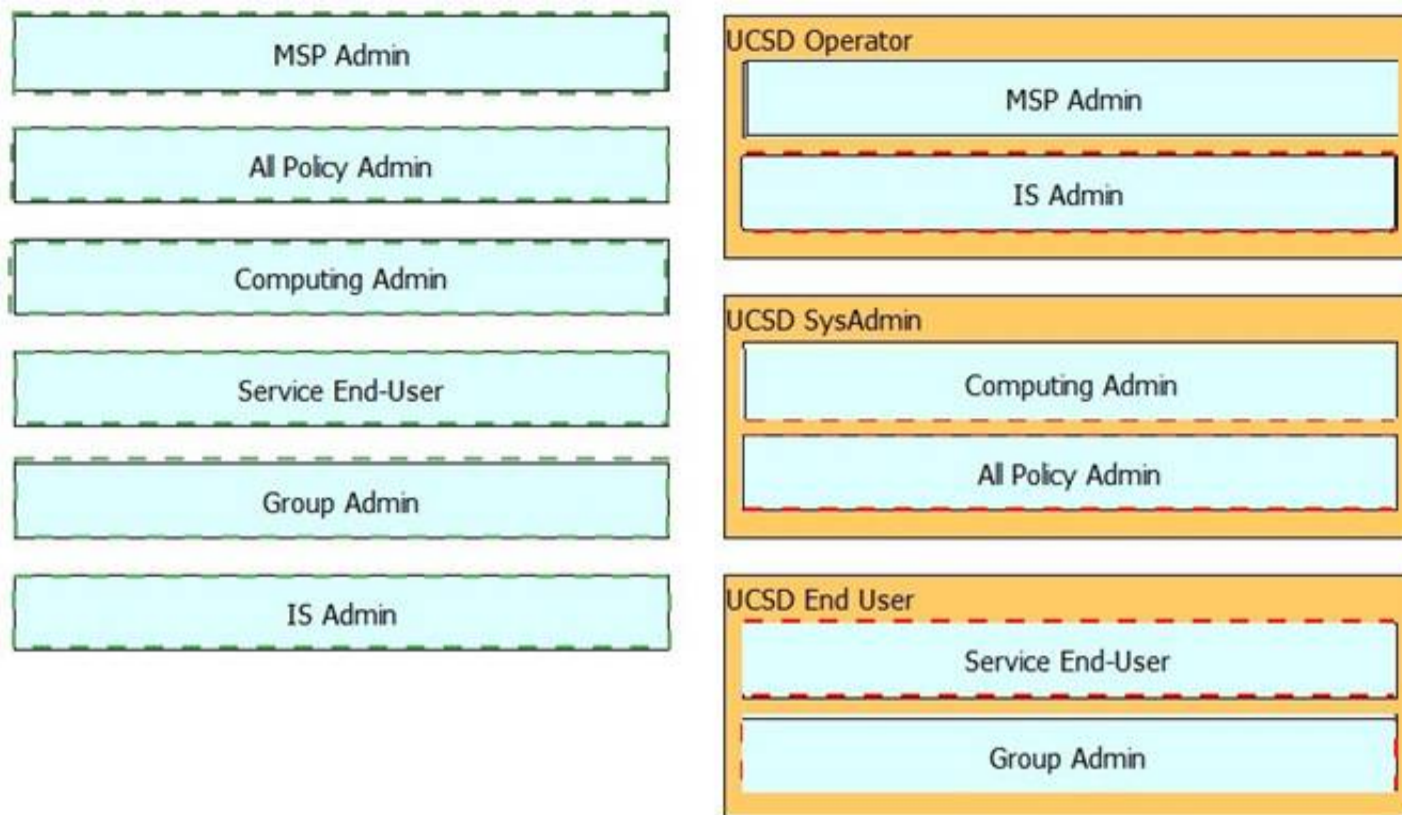 MSP Admin
All Policy Admin
Computing Admin
Service End-User
Group Admin
IS Admin
UCSD Operator
MSP Admin
IS Admin
UCSD SysAdmin
Computing Admin
All Policy Admin
UCSD End User
Service End-User
Group Admin